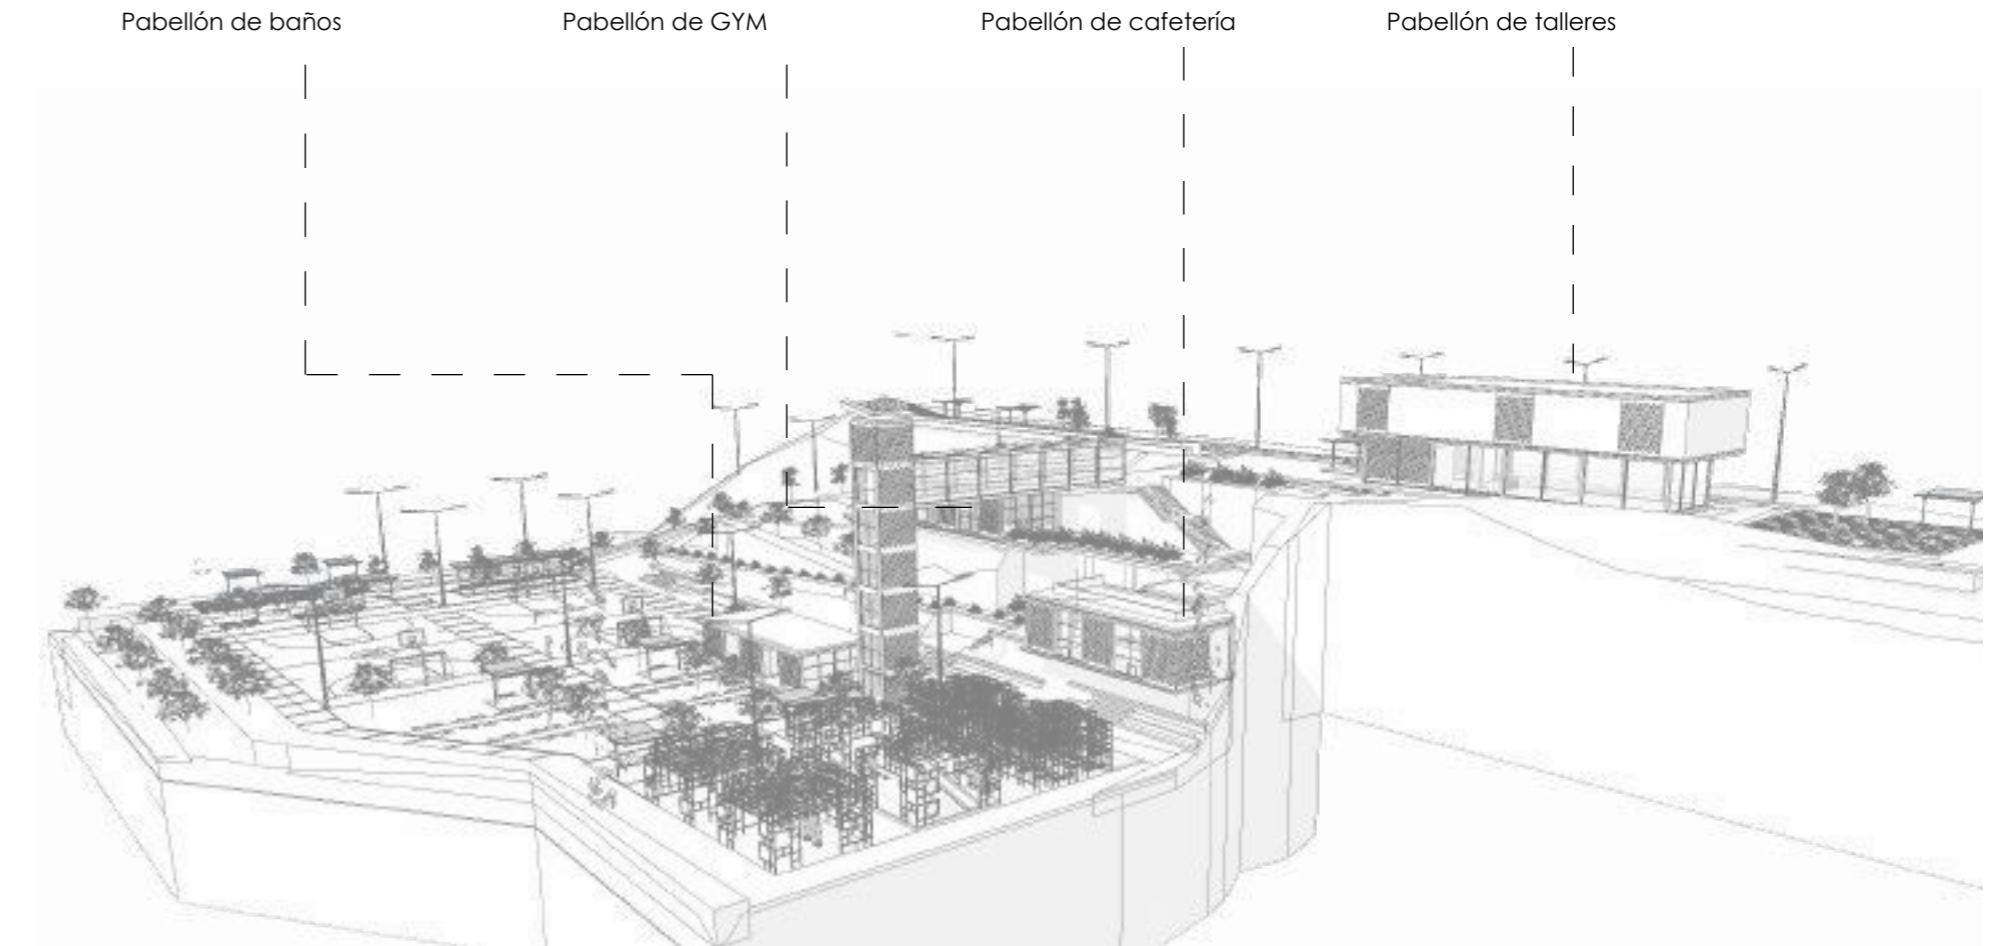 Pabellón de baños
Pabellón de GYM
Pabellón de cafetería
Pabellón de talleres